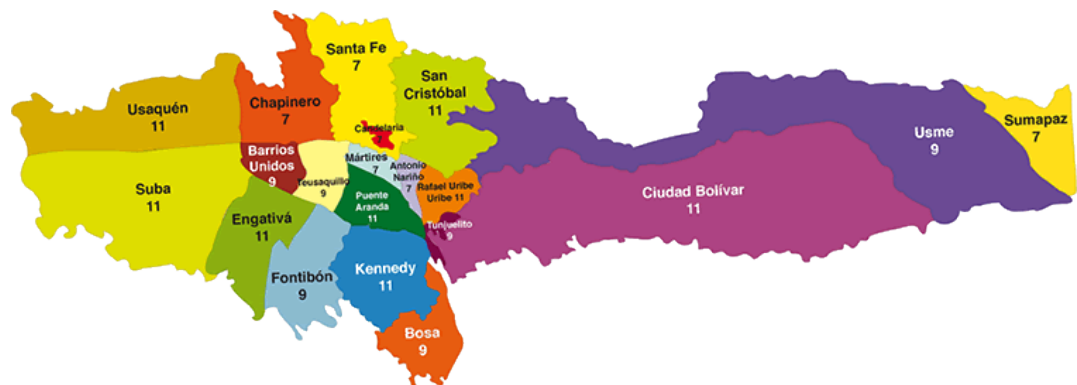 Santa Fe
7
San
Cristóbal
11
Usaquén
11
Chapinero
7
Candelaria
7
Sumapaz
7
Usme
9
Barrios
Unidos
9
Mártires
7
Antonio
Nariño
7
Teusaquillo
9
Suba
11
Rafael Uribe
Uribe 11
Ciudad Bolívar
11
Puente
Aranda
11
Engativá
11
Tunjuelito
9
Fontibón
9
Kennedy
11
Bosa
9